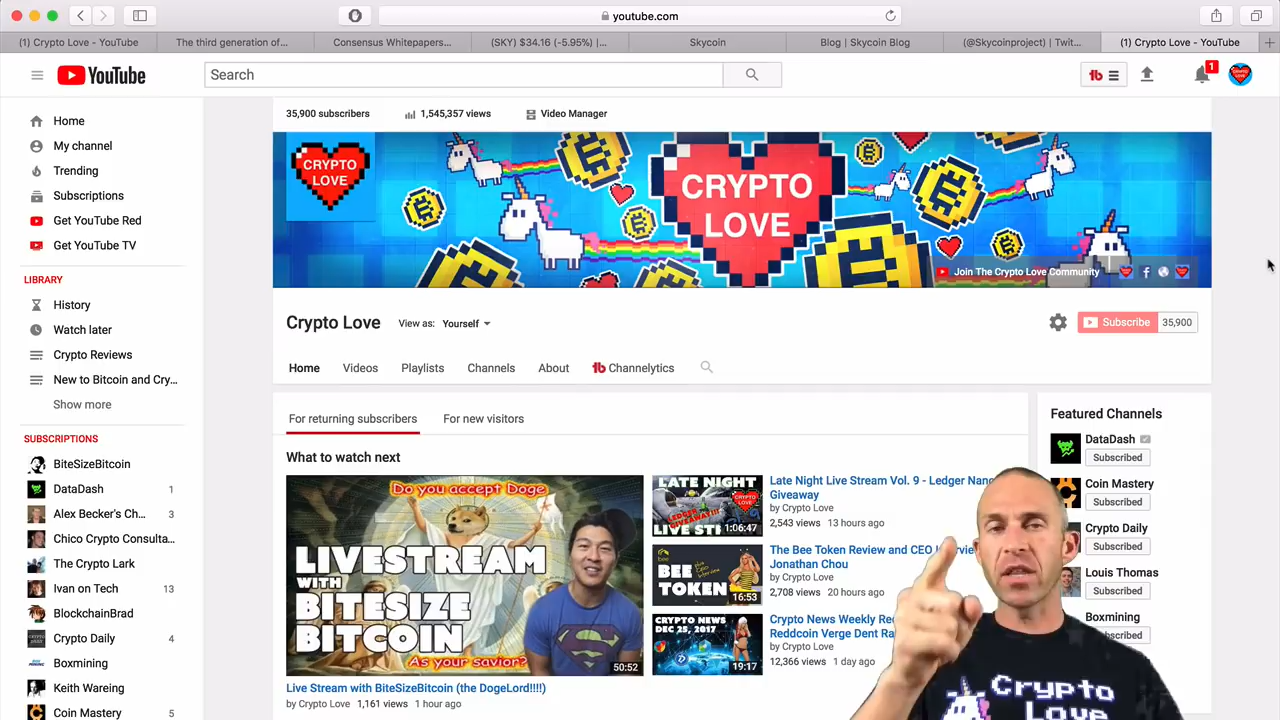 youtube.com
(1) Crypto Love - YouTube
The third generation of...
Consensus Whitepapers...
(SKY) $34.16 (-5.95%) |...
Skycoin
Blog | Skycoin Blog
(@Skycoinproject) | Twit...
(1) Crypto Love - YouTube
YouTube
Search
tb
1
Home
My channel
Trending
Subscriptions
Get YouTube Red
Get YouTube TV
LIBRARY
History
Watch later
Crypto Reviews
New to Bitcoin and Cry...
Show more
SUBSCRIPTIONS
BiteSizeBitcoin
DataDash 1
Alex Becker's Ch... 3
Chico Crypto Consulta...
The Crypto Lark
Ivan on Tech 13
BlockchainBrad
Crypto Daily 4
Boxmining
Keith Wareing
Coin Mastery 5
35,900 subscribers
1,545,357 views
Video Manager
CRYPTO
LOVE
CRYPTO
LOVE
Join The Crypto Love Community
Crypto Love
View as: Yourself
Subscribe 35,900
Home
Videos
Playlists
Channels
About
tb Channelytics
For returning subscribers
For new visitors
What to watch next
Do you accept Doge
LIVESTREAM
WITH
BITESIZE
BITCOIN
As your savior?
50:52
Live Stream with BiteSizeBitcoin (the DogeLord!!!!)
by Crypto Love 1,161 views 1 hour ago
LATE NIGHT
CRYPTO LOVE
LIVE ST
1:06:47
Late Night Live Stream Vol. 9 - Ledger Nano
Giveaway
by Crypto Love
2,543 views 13 hours ago
bee
BEE
TOKEN
16:53
The Bee Token Review and CEO
Jonathan Chou
by Crypto Love
2,708 views 20 hours ago
CRYPTO NEWS
DEC 25, 2017
19:17
Crypto News Weekly
Reddcoin Verge Dent
by Crypto Love
12,366 views 1 day ago
Featured Channels
DataDash
Subscribed
Coin Mastery
Subscribed
Crypto Daily
Subscribed
Louis Thomas
Subscribed
Boxmining
Crypto
Love